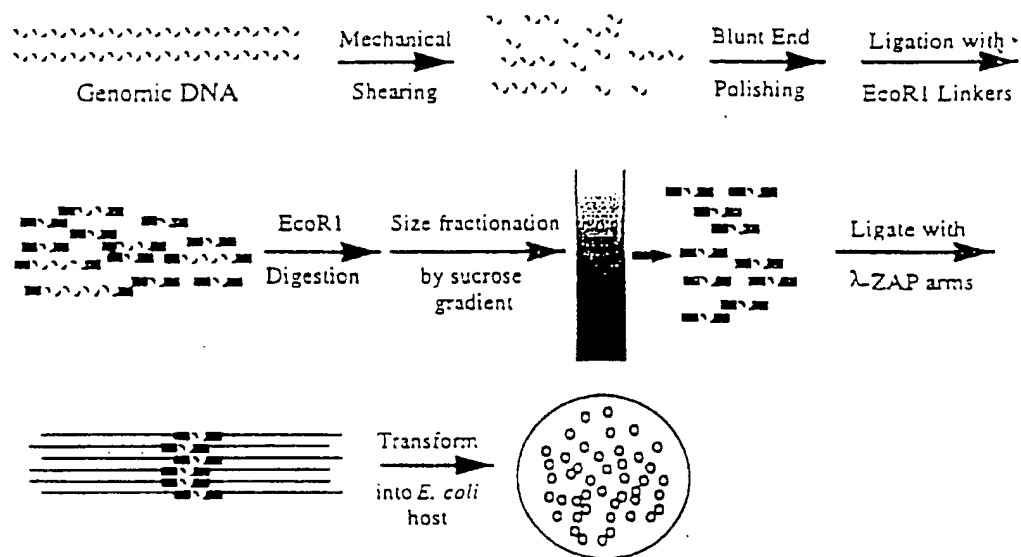 Mechanical
Shearing
Blunt End
Polishing
Ligation with
EcoR1 Linkers
Genomic DNA
EcoR1
Digestion
Size fractionation
by sucrose
gradient
Ligate with
λ-ZAP arms
Transform
into E. coli
host